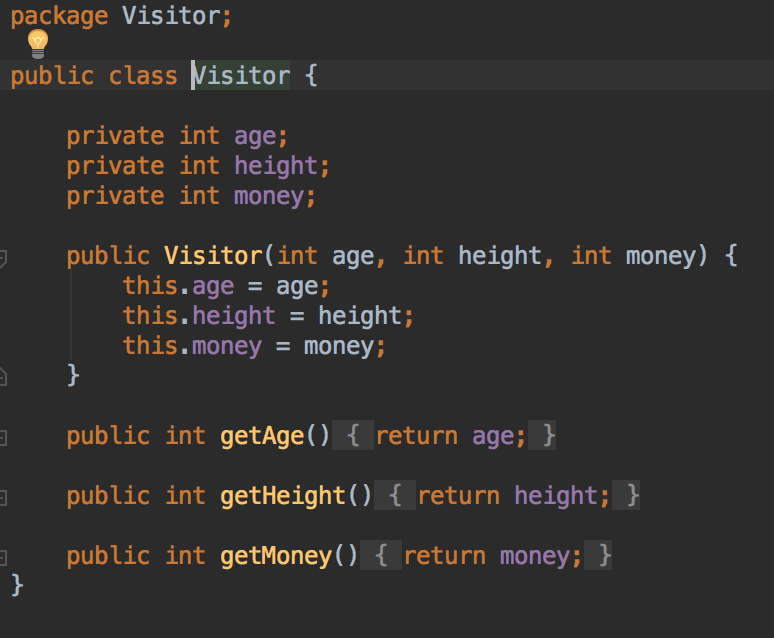 package Visitor;
public class Visitor {
private int age;
private int height;
private int money;
public Visitor(int age, int height, int money) {
this.age = age;
this.height = height;
this.money = money;
}
public int getAge() { return age; }
public int getHeight() { return height; }
public int getMoney() { return money; }
}